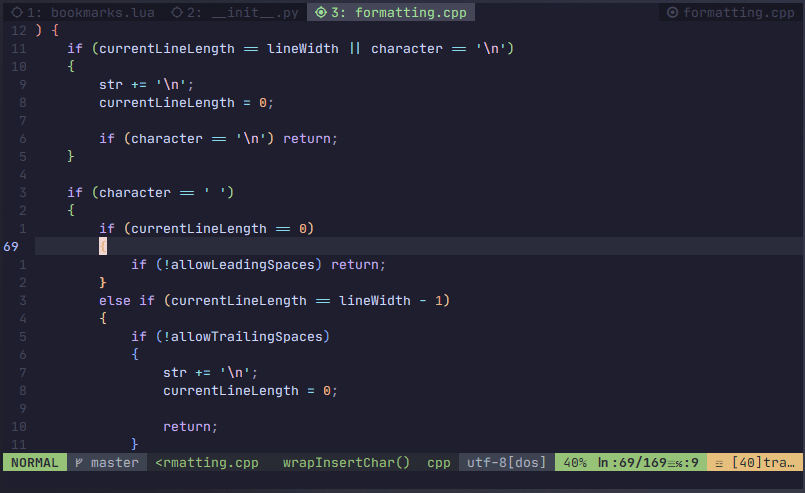 1: bookmarks.lua 2: __init__.py 3: formatting.cpp formatting.cpp
12 ) {
11 if (currentLineLength == lineWidth || character == '\n')
10 {
9 str += '\n';
8 currentLineLength = 0;
7
6 if (character == '\n') return;
5 }
4
3 if (character == ' ')
2 {
1 if (currentLineLength == 0)
69 {
1 if (!allowLeadingSpaces) return;
2 }
3 else if (currentLineLength == lineWidth - 1)
4 {
5 if (!allowTrailingSpaces)
6 {
7 str += '\n';
8 currentLineLength = 0;
9
10 return;
11 }
NORMAL master <rmatting.cpp wrapInsertChar() cpp utf-8[dos] 40% ln:69/169≡%:9 [40]tra…